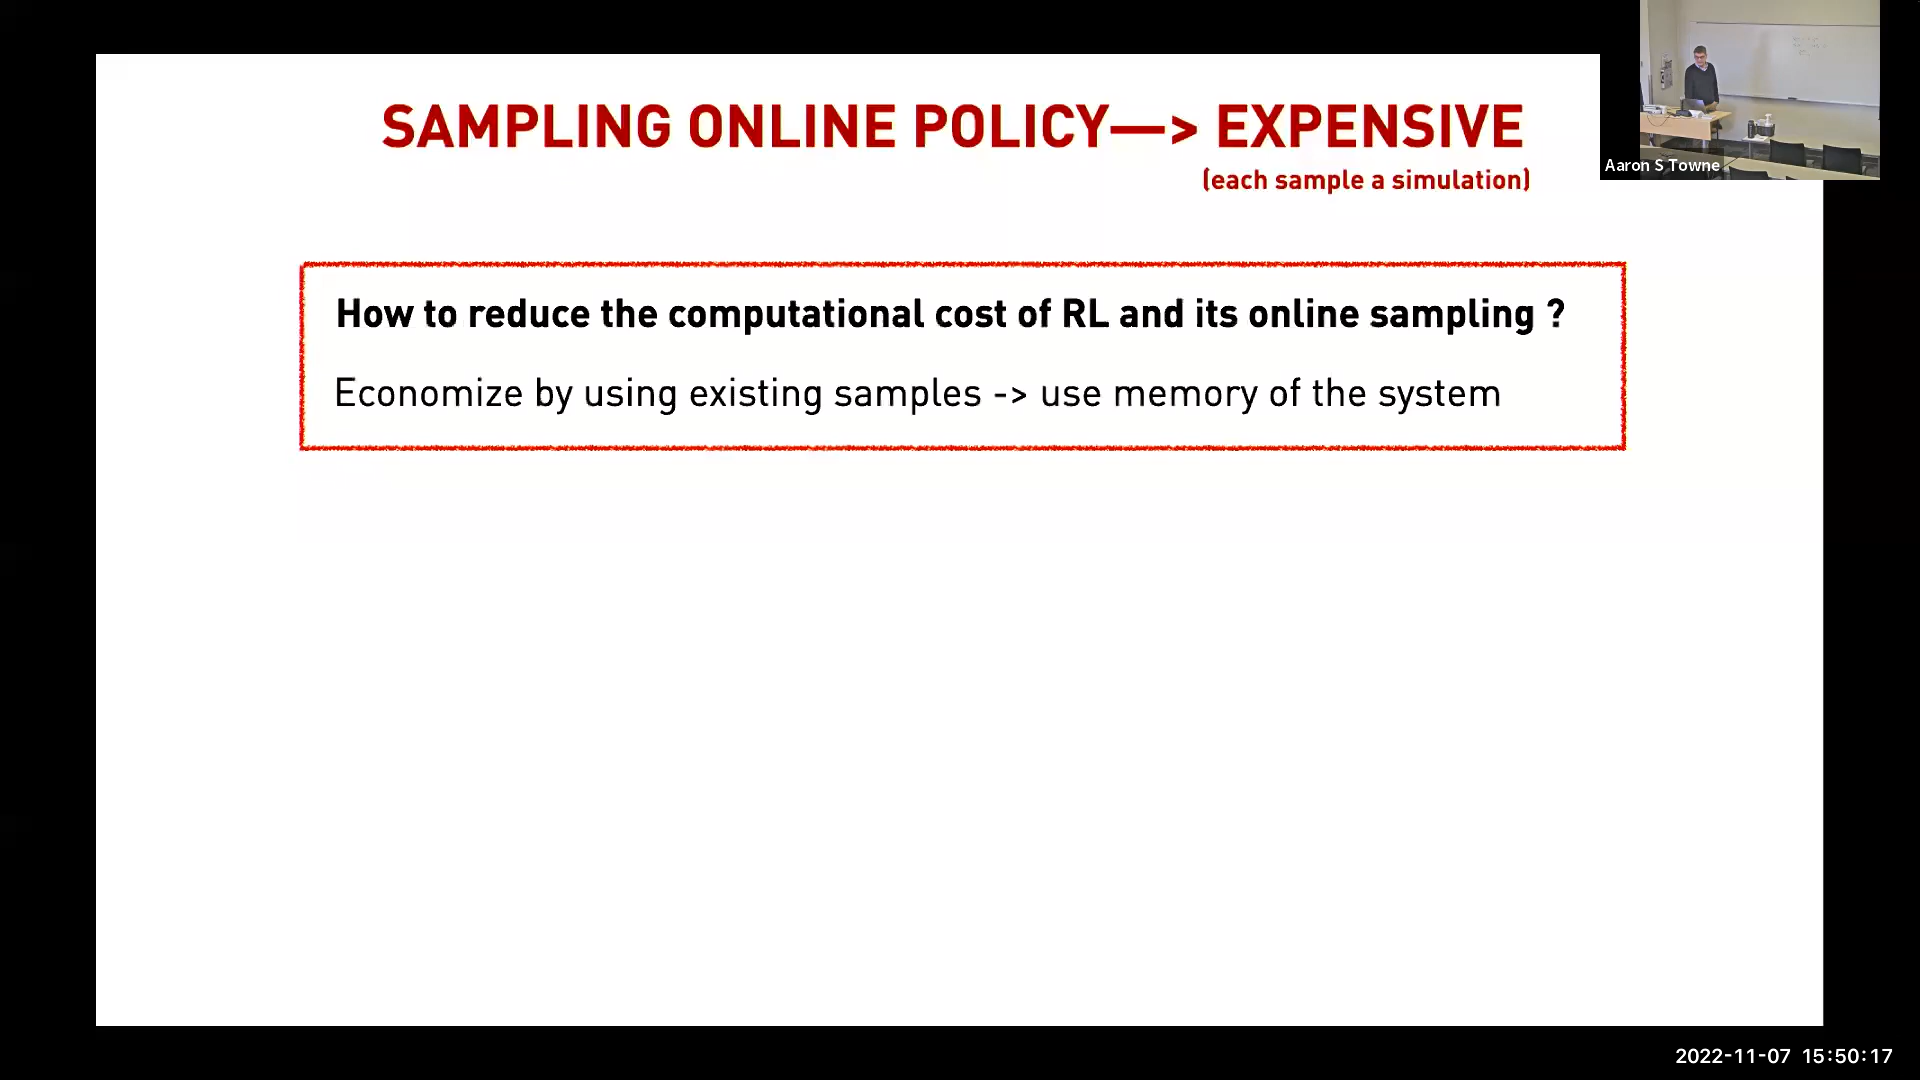 SAMPLING ONLINE POLICY—> EXPENSIVE
(each sample a simulation)
Aaron S Towne
How to reduce the computational cost of RL and its online sampling ?
Economize by using existing samples -> use memory of the system
2022-11-07 15:50:17